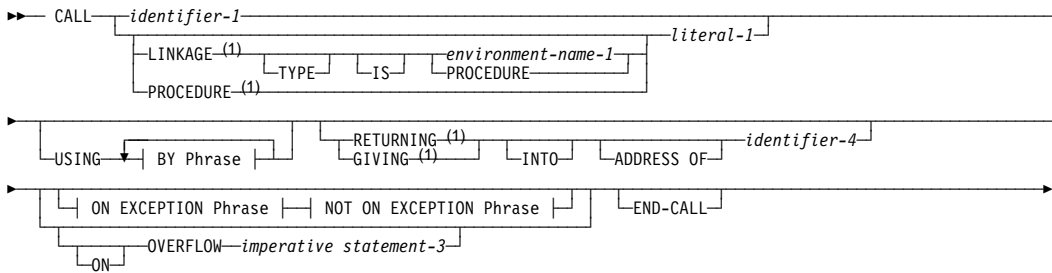 CALL identifier-1
literal-1
LINKAGE (1) environment-name-1
TYPE IS PROCEDURE
PROCEDURE (1)
RETURNING (1) identifier-4
USING BY Phrase GIVING (1) INTO ADDRESS OF
ON EXCEPTION Phrase NOT ON EXCEPTION Phrase END-CALL
OVERFLOW imperative statement-3
ON